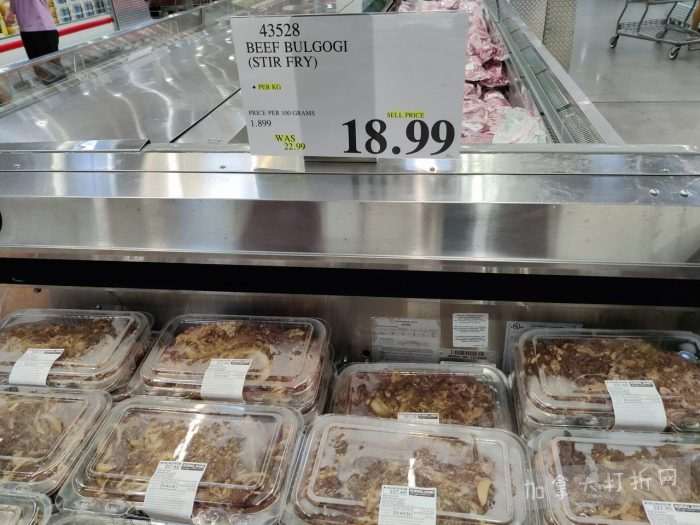 43528
BEEF BULGOGI
(STIR FRY)
• PER KG
PRICE PER 100 GRAMS
1.899
SELL PRICE
WAS
22.99
18.99
加拿大打折网